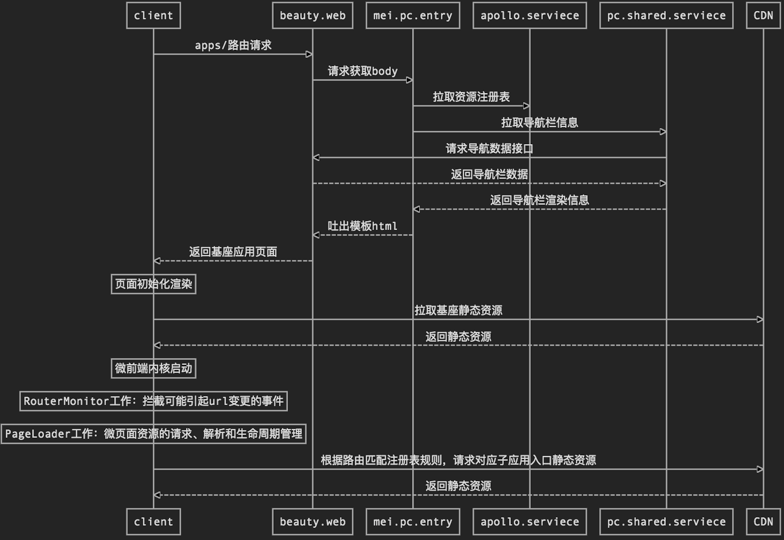 client
beauty.web
mei.pc.entry
apollo.serviece
pc.shared.serviece
CDN
apps/路由请求
请求获取body
拉取资源注册表
拉取导航栏信息
请求导航数据接口
返回导航栏数据
返回导航栏渲染信息
吐出模板html
返回基座应用页面
页面初始化渲染
拉取基座静态资源
返回静态资源
微前端内核启动
RouterMonitor工作：拦截可能引起url变更的事件
PageLoader工作：微页面资源的请求、解析和生命周期管理
根据路由匹配注册表规则，请求对应子应用入口静态资源
返回静态资源
client
beauty.web
mei.pc.entry
apollo.serviece
pc.shared.serviece
CDN